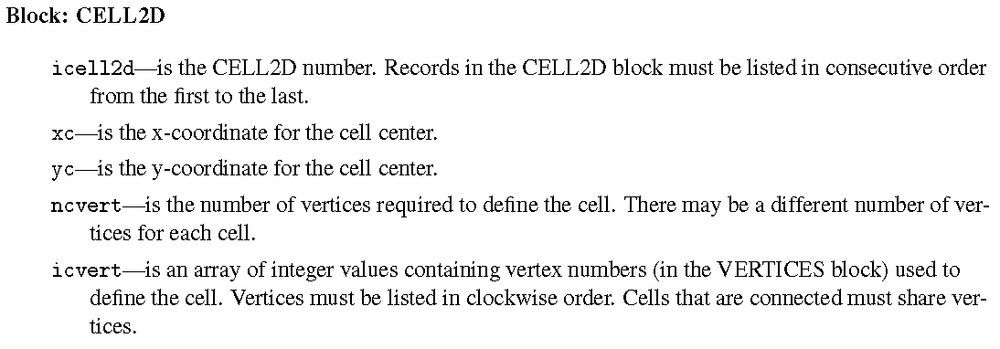 Block: CELL2D
icell2d—is the CELL2D number. Records in the CELL2D block must be listed in consecutive order
from the first to the last.
xc—is the x-coordinate for the cell center.
yc—is the y-coordinate for the cell center.
ncvert—is the number of vertices required to define the cell. There may be a different number of ver-
tices for each cell.
icvert—is an array of integer values containing vertex numbers (in the VERTICES block) used to
define the cell. Vertices must be listed in clockwise order. Cells that are connected must share ver-
tices.